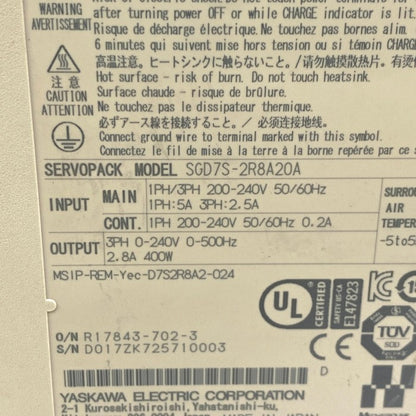 WARNING
AVERTISSEMENT
after turning power OFF or while CHARGE indicator is lit.
Risque de décharge électrique. Ne touchez pas bornes alim.
6 minutes qui suivent mise hors tension ou si témoin CHARGE
高温注意。ヒートシンクに触らないこと。/请勿触摸散热片。有烫
注意
CAUTION
ATTENTION
Hot surface - risk of burn. Do not touch heatsink.
Surface chaude - risque de brûlure.
Ne touchez pas le dissipateur thermique.
必ずアース線を接続すること。/ 必须连接地线。
Connect ground wire to terminal marked with this symbol.
Connectez le fil de mise à la terre à la borne repérée par ce s
SERVOPACK MODEL SGD7S-2R8A20A
INPUT
MAIN
1PH/3PH 200-240V 50/60Hz
1PH:5A 3PH:2.5A
CONT.
1PH 200-240V 50/60Hz 0.2A
OUTPUT
3PH 0-240V 0-500Hz
2.8A 400W
SURROU
AIR
TEMPER
-5to5
MSIP-REM-Yec-D7S2R8A2-024
UL
CERTIFIED
US-CA
E147823
TÜV
SÜD
O/N R17843-702-3
S/N D017ZK725710003
D
YASKAWA ELECTRIC CORPORATION
2-1 Kurosakishiroishi, Yahatanishi-ku,